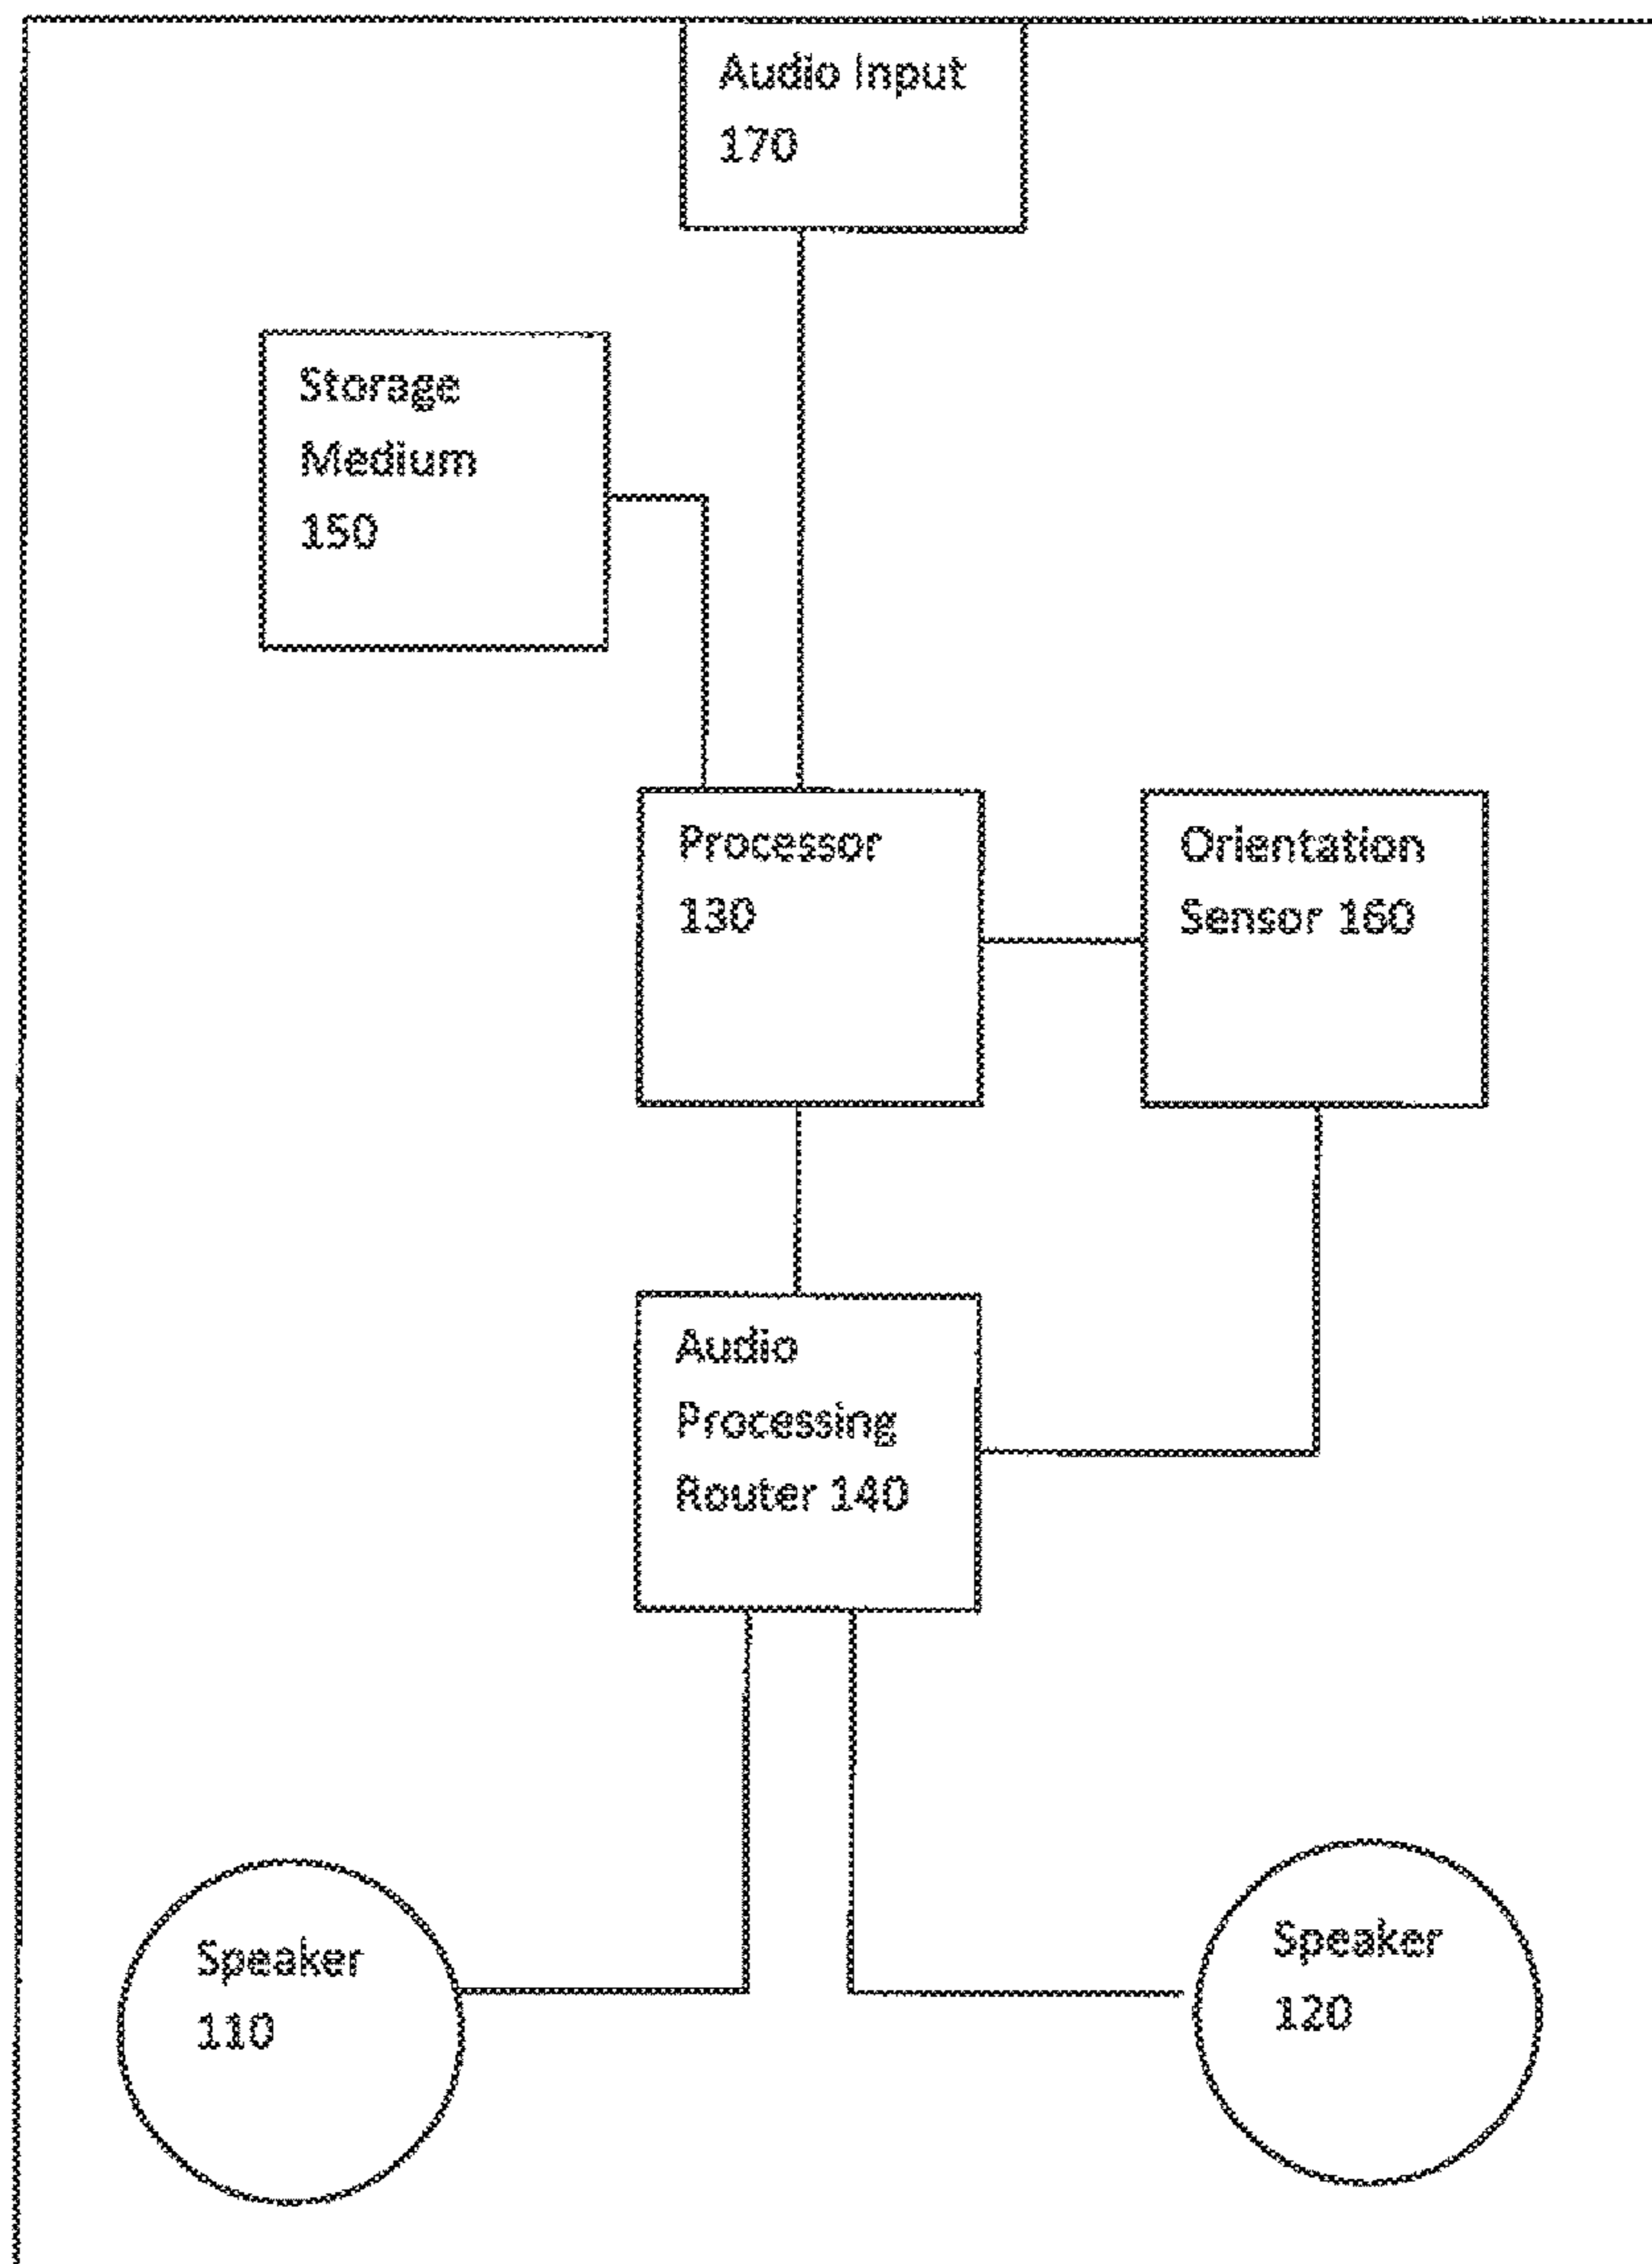 Audio Input
170
Storage
Medium
150
Processor
130
Orientation
Sensor 160
Audio
Processing
Router 140
Speaker
110
Speaker
120